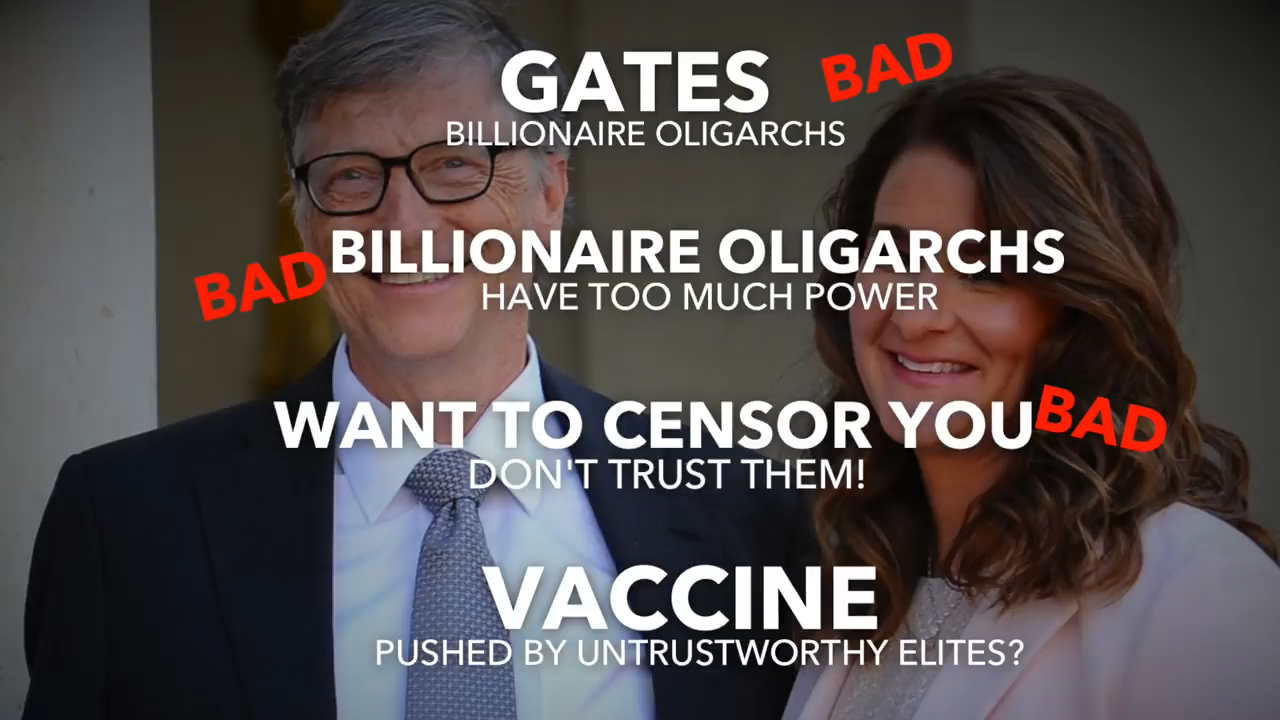 GATES BAD
BILLIONAIRE OLIGARCHS
BAD BILLIONAIRE OLIGARCHS
HAVE TOO MUCH POWER
WANT TO CENSOR YOU BAD
DON'T TRUST THEM!
VACCINE
PUSHED BY UNTRUSTWORTHY ELITES?